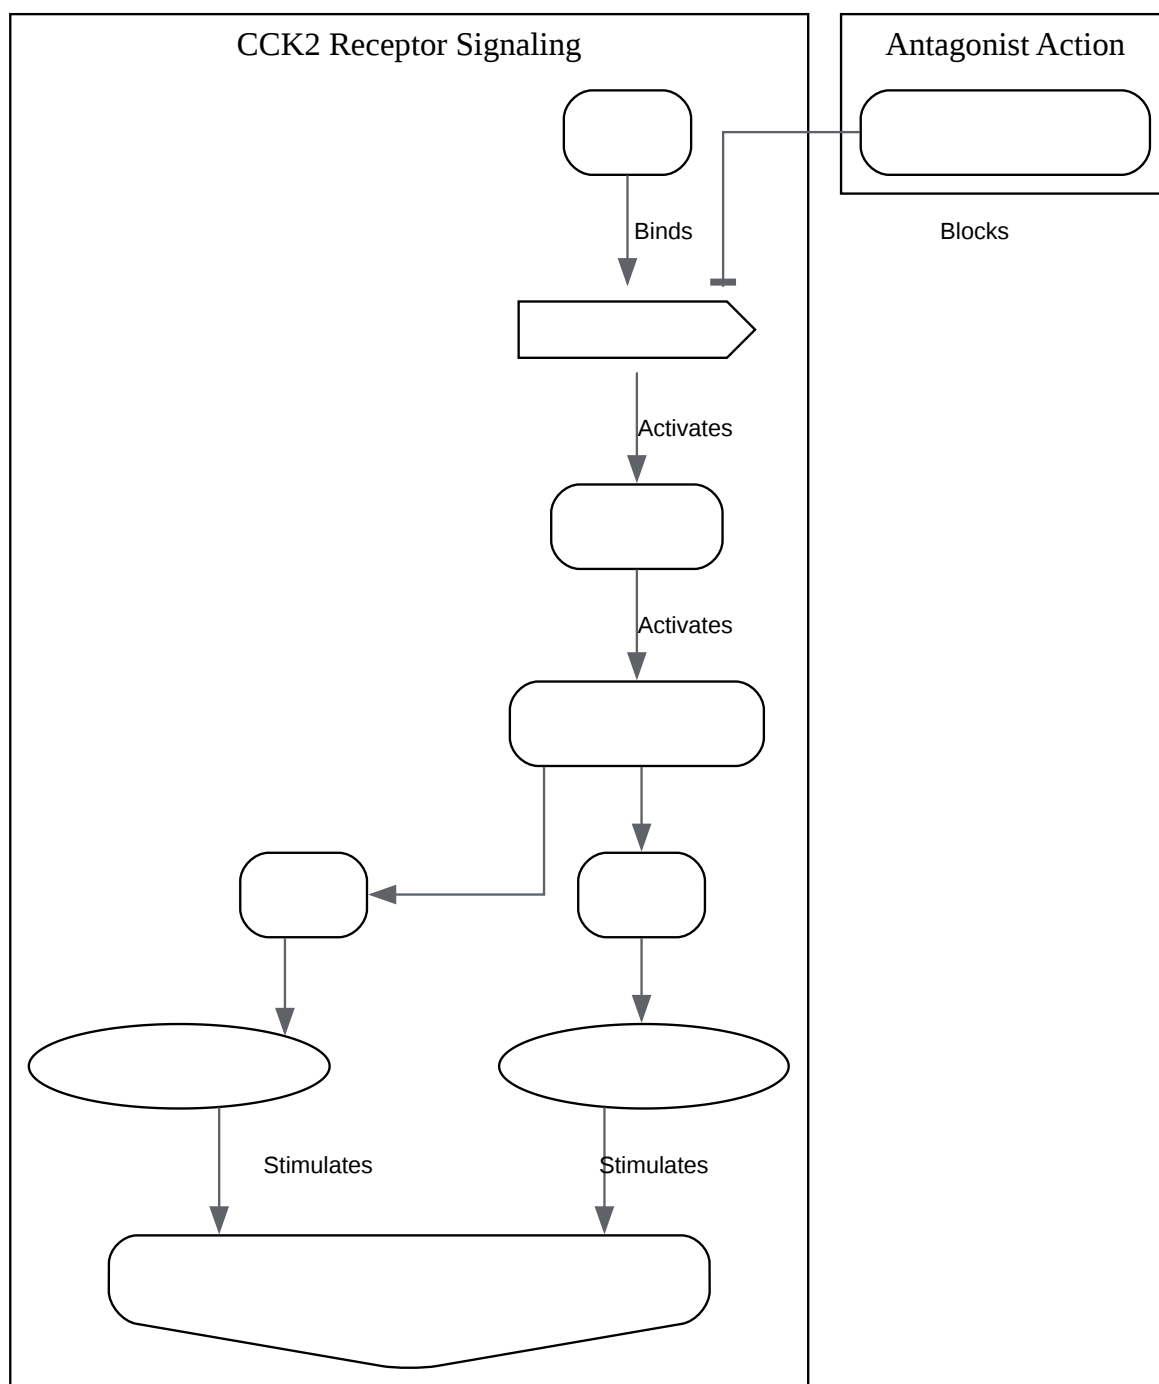 CCK2 Receptor Signaling
Antagonist Action
Binds
Blocks
Activates
Activates
Stimulates
Stimulates